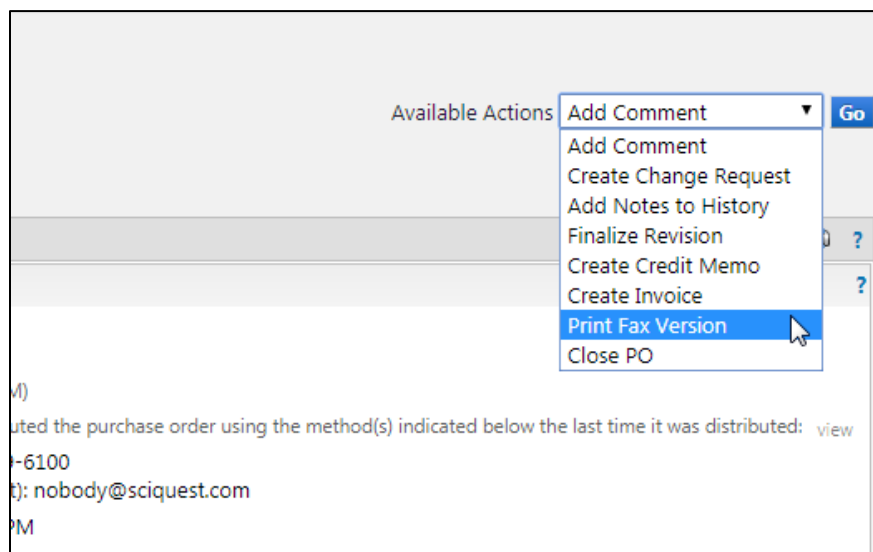 Available Actions Add Comment Go
Add Comment
Create Change Request
Add Notes to History
Finalize Revision
?
Create Credit Memo
?
Create Invoice
Print Fax Version
Close PO
M)
uted the purchase order using the method(s) indicated below the last time it was distributed: view
-6100
t): nobody@sciquest.com
PM